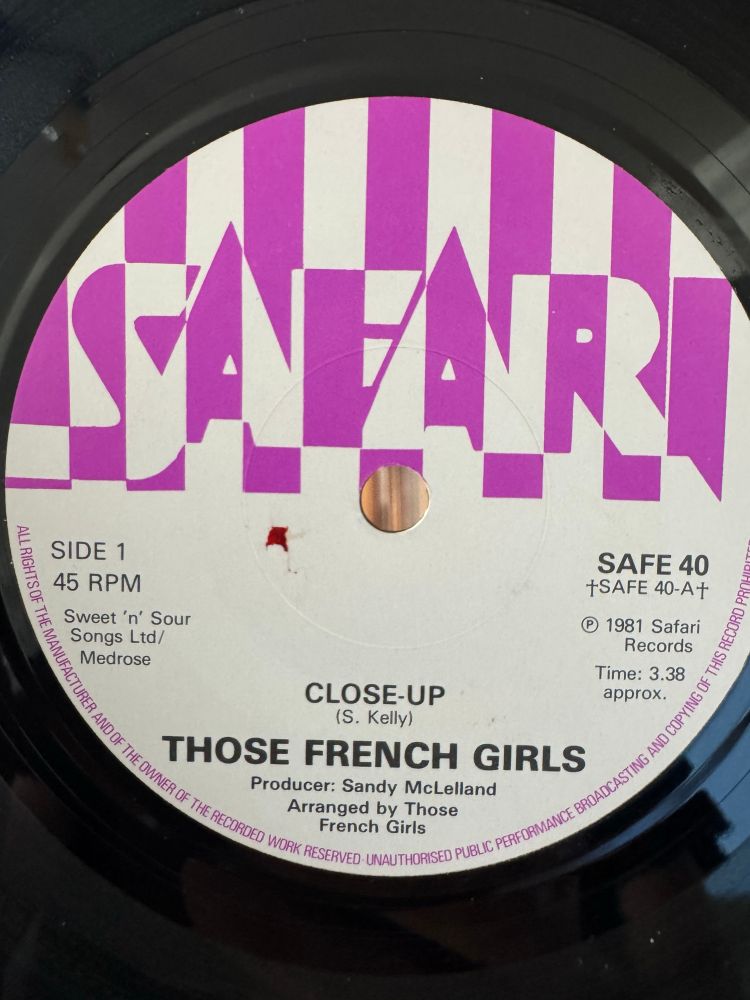 SAFARI
SIDE 1
45 RPM
Sweet 'n' Sour
Songs Ltd/
Medrose
SAFE 40
†SAFE 40-A†
℗ 1981 Safari
Records
Time: 3.38
approx.
CLOSE-UP
(S. Kelly)
THOSE FRENCH GIRLS
Producer: Sandy McLelland
Arranged by Those
French Girls
ALL RIGHTS OF THE MANUFACTURER AND OF THE OWNER OF THE RECORDED WORK RESERVED · UNAUTHORISED PUBLIC PERFORMANCE BROADCASTING AND COPYING OF THIS RECORD PROHIBITED